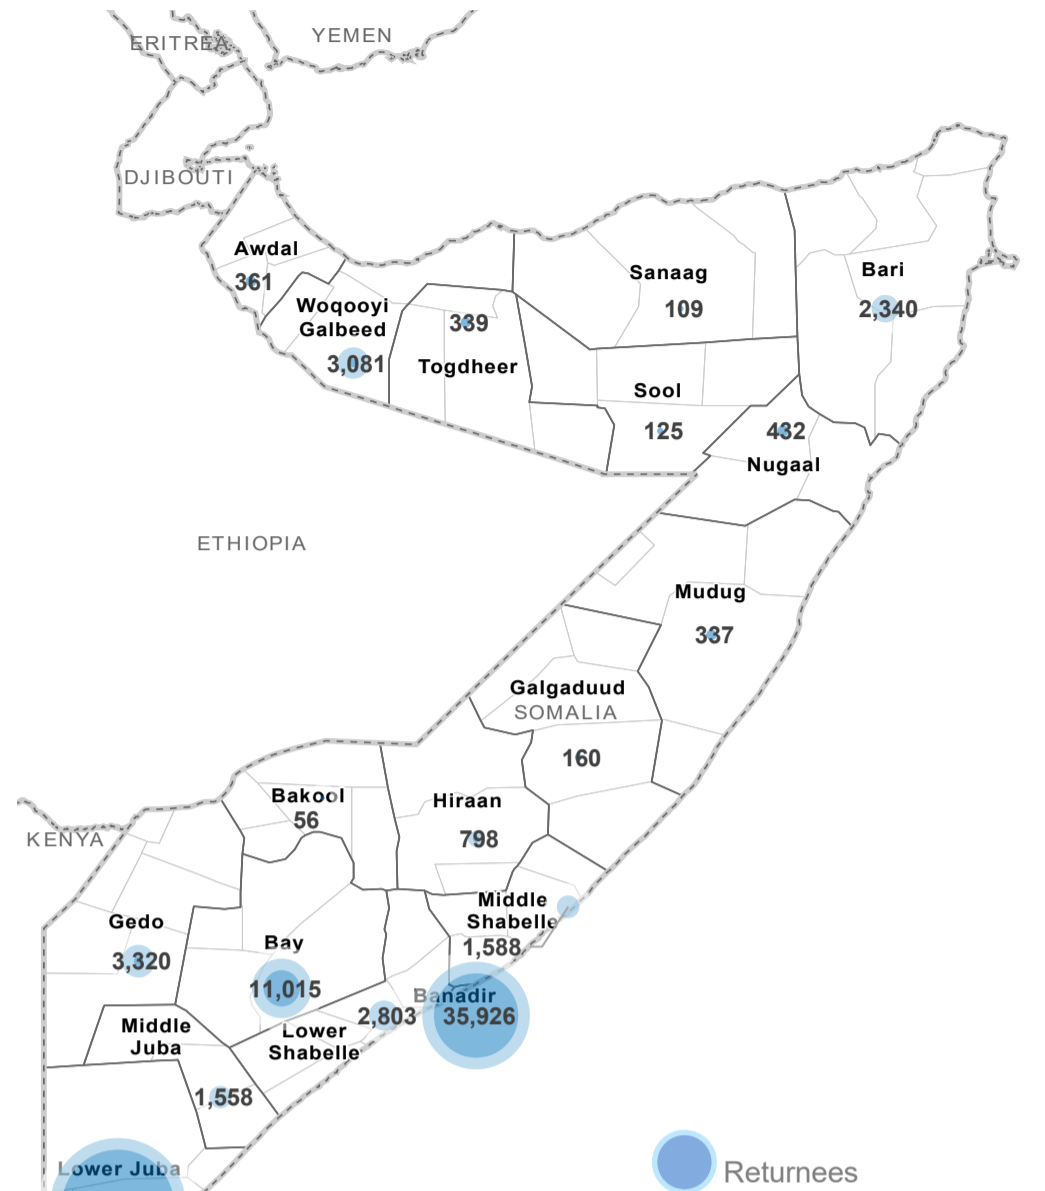 YEMEN
ERITREA
DJIBOUTI
Awdal
361
Woqooyi
Galbeed
3,081
339
Togdheer
Sanaag
109
Bari
2,340
Sool
125
432
Nugaal
ETHIOPIA
Mudug
337
Galgaduud
SOMALIA
160
Bakool
56
Hiraan
798
KENYA
Gedo
3,320
Bay
11,015
Middle
Shabelle
1,588
Banadir
35,926
2,803
Lower
Shabelle
Middle
Juba
1,558
Lower Juba
Returnees